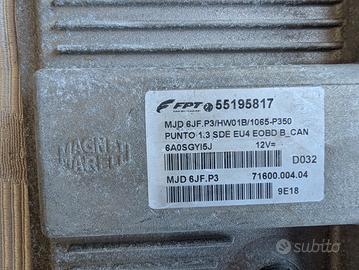 FPT 55195817
MJD 6JF.P3/HW01B/1065-P350
PUNTO 1.3 SDE EU4 EOBD B_CAN
6A0SGYI5J 12V=
D032
MJD 6JF.P3 71600.004.04
9E18
MAGNETI
MARELLI
subito